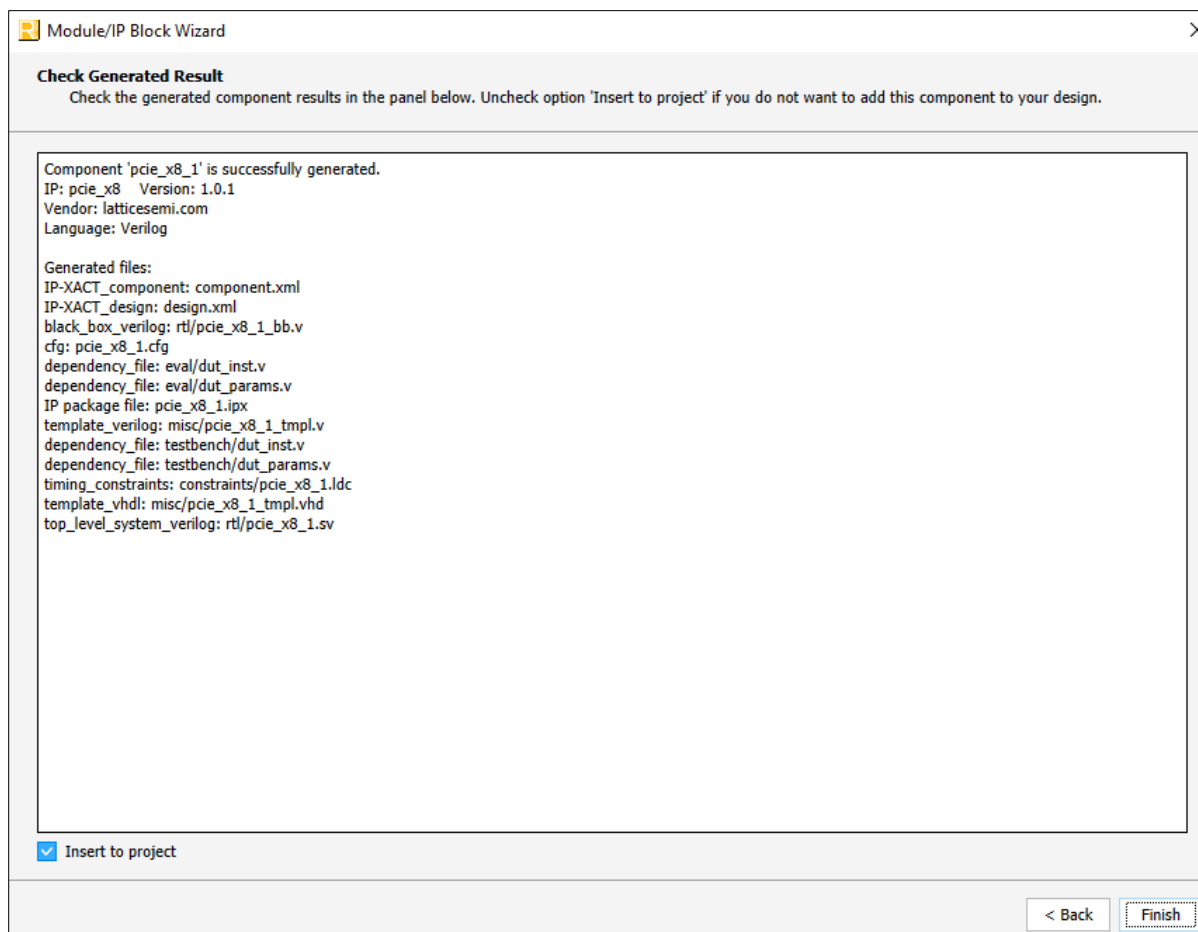 Module/IP Block Wizard
Check Generated Result
Check the generated component results in the panel below. Uncheck option 'Insert to project' if you do not want to add this component to your design.
Component 'pcie_x8_1' is successfully generated.
IP: pcie_x8    Version: 1.0.1
Vendor: latticesemi.com
Language: Verilog
Generated files:
IP-XACT_component: component.xml
IP-XACT_design: design.xml
black_box_verilog: rtl/pcie_x8_1_bb.v
cfg: pcie_x8_1.cfg
dependency_file: eval/dut_inst.v
dependency_file: eval/dut_params.v
IP package file: pcie_x8_1.ipx
template_verilog: misc/pcie_x8_1_tmpl.v
dependency_file: testbench/dut_inst.v
dependency_file: testbench/dut_params.v
timing_constraints: constraints/pcie_x8_1.ldc
template_vhdl: misc/pcie_x8_1_tmpl.vhd
top_level_system_verilog: rtl/pcie_x8_1.sv
Insert to project
< Back
Finish